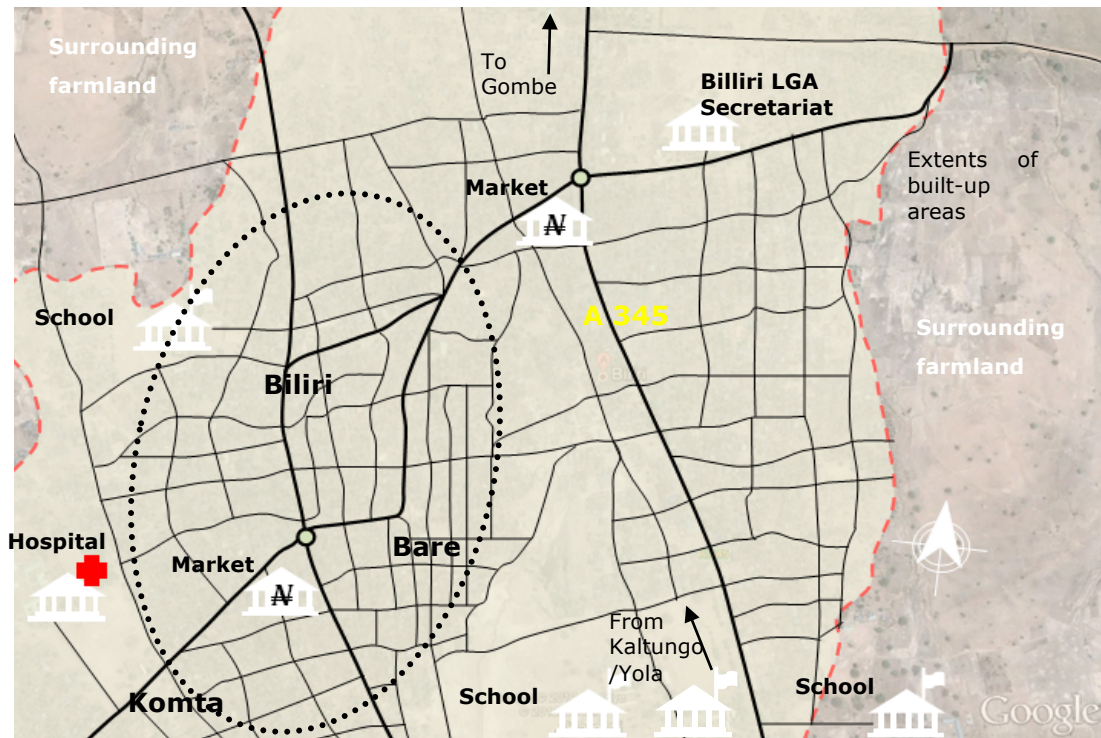 Surrounding
farmland
To
Gombe
Billiri LGA
Secretariat
Extents of
built-up
areas
Market
₦
School
A 345
Surrounding
farmland
Biliri
Biliri
Hospital
Bare
Market
₦
From
Kaltungo
/Yola
School
School
Komta
Google